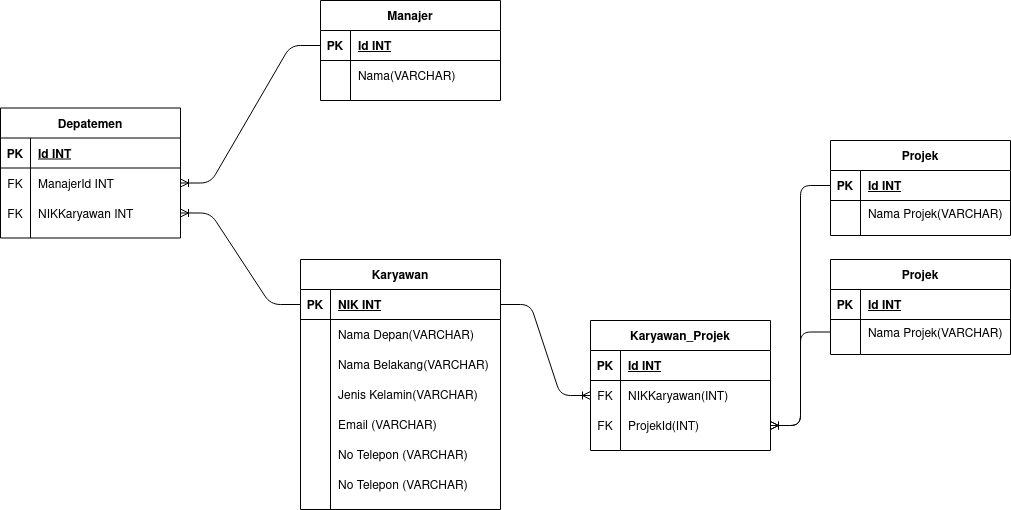 Manajer
PK Id INT
Nama(VARCHAR)
Depatemen
PK Id INT
FK ManajerId INT
FK NIKKaryawan INT
Karyawan
PK NIK INT
Nama Depan(VARCHAR)
Nama Belakang(VARCHAR)
Jenis Kelamin(VARCHAR)
Email (VARCHAR)
No Telepon (VARCHAR)
No Telepon (VARCHAR)
Karyawan_Projek
PK Id INT
FK NIKKaryawan(INT)
FK ProjekId(INT)
Projek
PK Id INT
Nama Projek(VARCHAR)
Projek
PK Id INT
Nama Projek(VARCHAR)